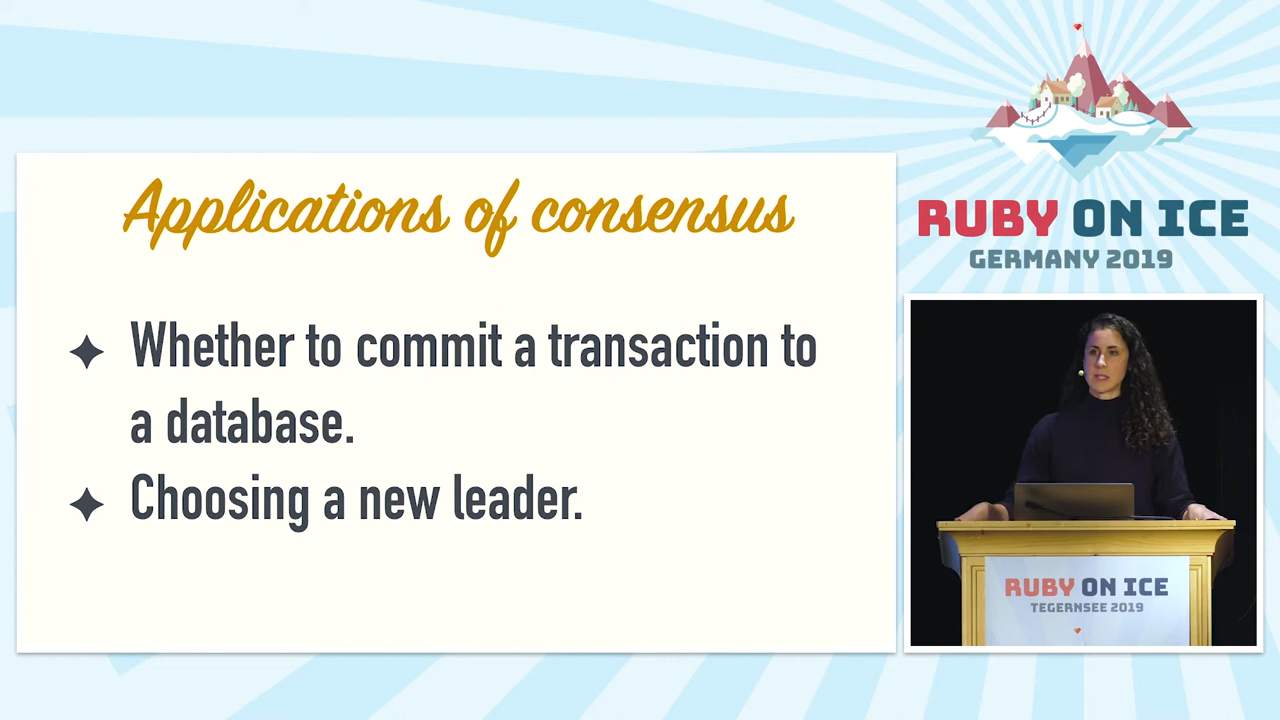 Applications of consensus
✦ Whether to commit a transaction to
a database.
✦ Choosing a new leader.
RUBY ON ICE
GERMANY 2019
RUBY ON ICE
TEGERNSEE 2019